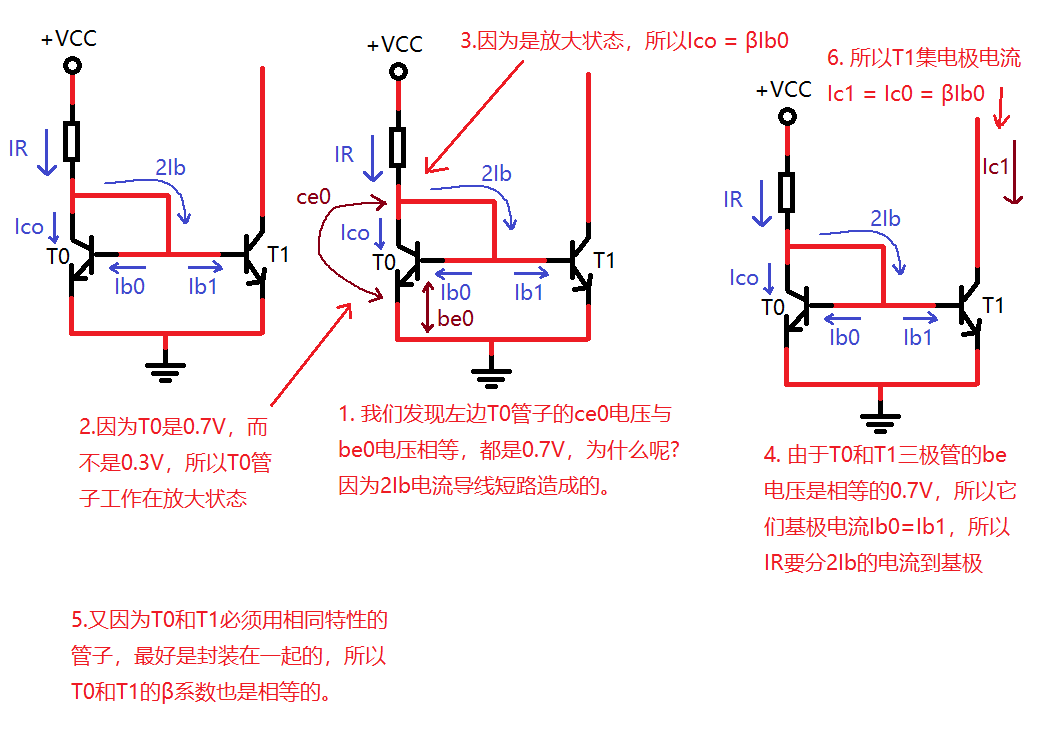 +VCC
IR
2Ib
Ico
T0
T1
Ib0
Ib1
+VCC
3.因为是放大状态，所以Ico = βIb0
IR
2Ib
ce0
Ico
T0
T1
Ib0
Ib1
be0
6. 所以T1集电极电流
Ic1 = Ic0 = βIb0
+VCC
Ic1
IR
2Ib
Ico
T0
T1
Ib0
Ib1
2.因为T0是0.7V，而
不是0.3V，所以T0管
子工作在放大状态
1. 我们发现左边T0管子的ce0电压与
be0电压相等，都是0.7V，为什么呢?
因为2Ib电流导线短路造成的。
4. 由于T0和T1三极管的be
电压是相等的0.7V，所以它
们基极电流Ib0=Ib1，所以
IR要分2Ib的电流到基极
5.又因为T0和T1必须用相同特性的
管子，最好是封装在一起的，所以
T0和T1的β系数也是相等的。